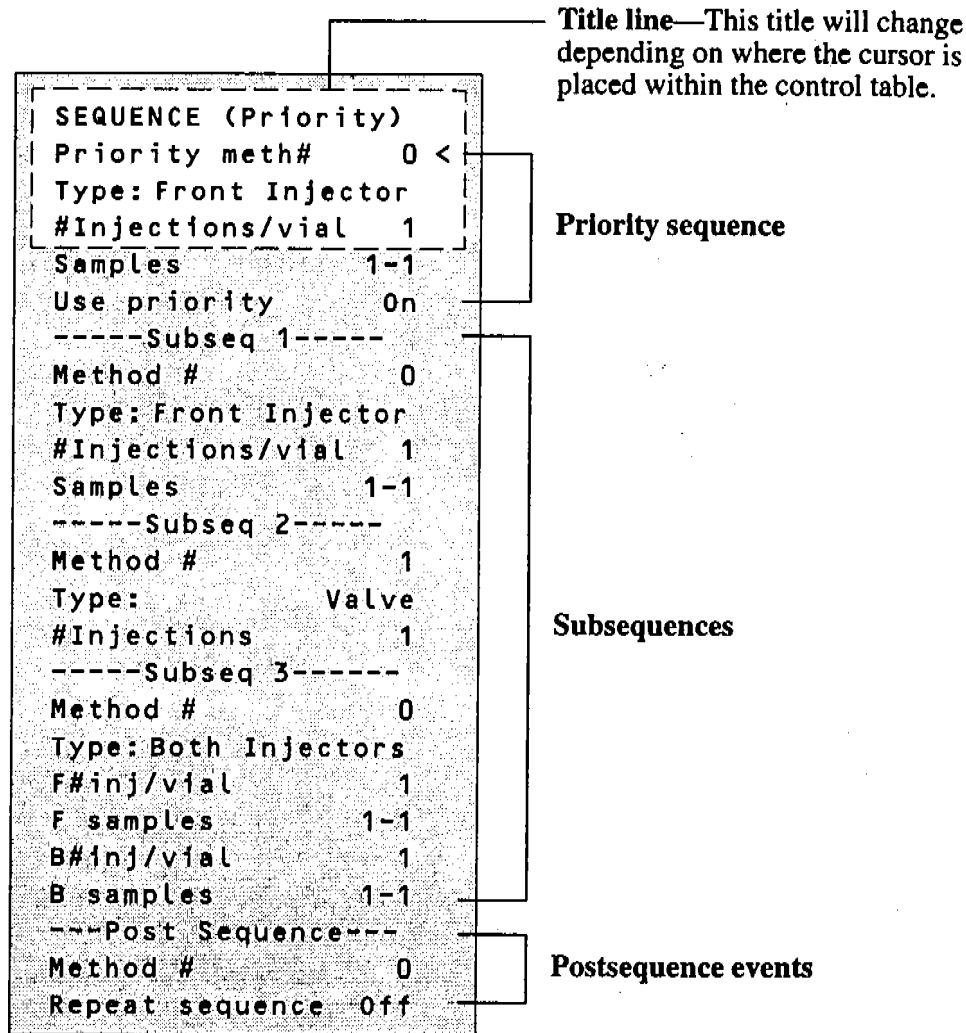 Title line—This title will change
depending on where the cursor is
placed within the control table.
SEQUENCE (Priority)
Priority meth# 0 <
Type: Front Injector
#Injections/vial 1
Samples 1-1
Use priority On
-----Subseq 1-----
Method # 0
Type: Front Injector
#Injections/vial 1
Samples 1-1
-----Subseq 2-----
Method # 1
Type: Valve
#Injections 1
-----Subseq 3------
Method # 0
Type: Both Injectors
F#inj/vial 1
F samples 1-1
B#inj/vial 1
B samples 1-1
---Post Sequence---
Method # 0
Repeat sequence Off
Priority sequence
Subsequences
Postsequence events